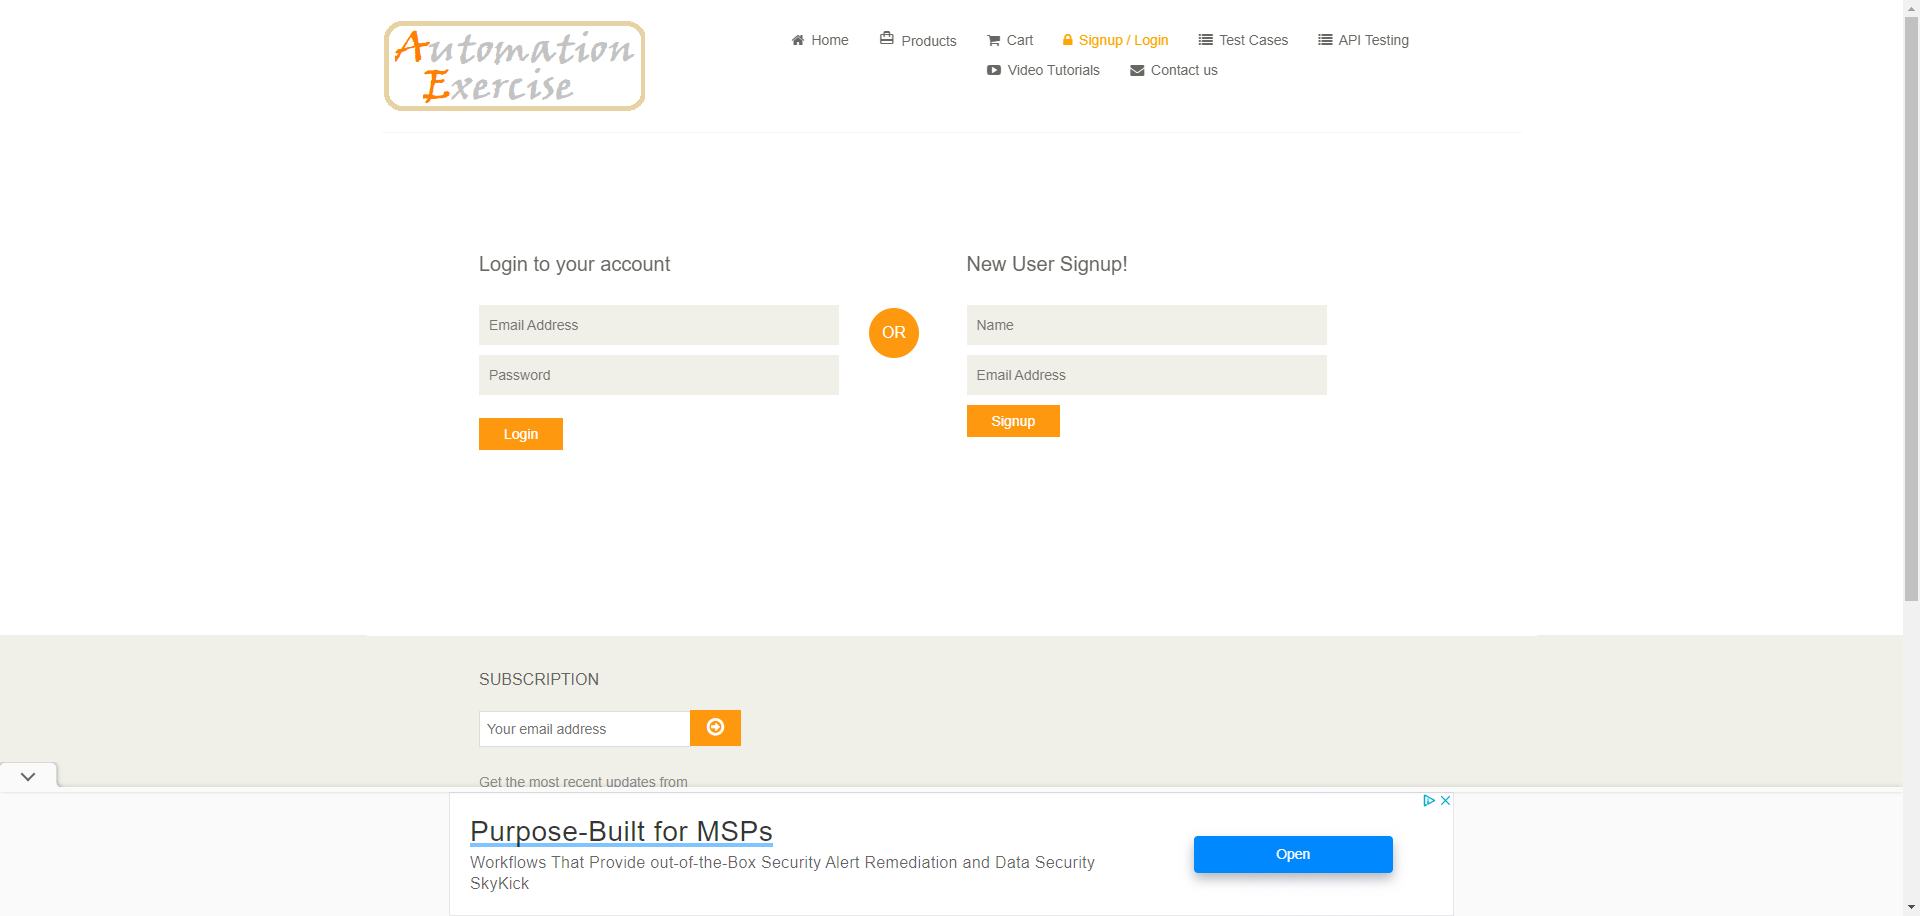 Automation
Exercise
Home
Products
Cart
Signup / Login
Test Cases
API Testing
Video Tutorials
Contact us
Login to your account
Email Address
Password
Login
OR
New User Signup!
Name
Email Address
Signup
SUBSCRIPTION
Your email address
Get the most recent updates from
Purpose-Built for MSPs
Workflows That Provide out-of-the-Box Security Alert Remediation and Data Security
SkyKick
Open